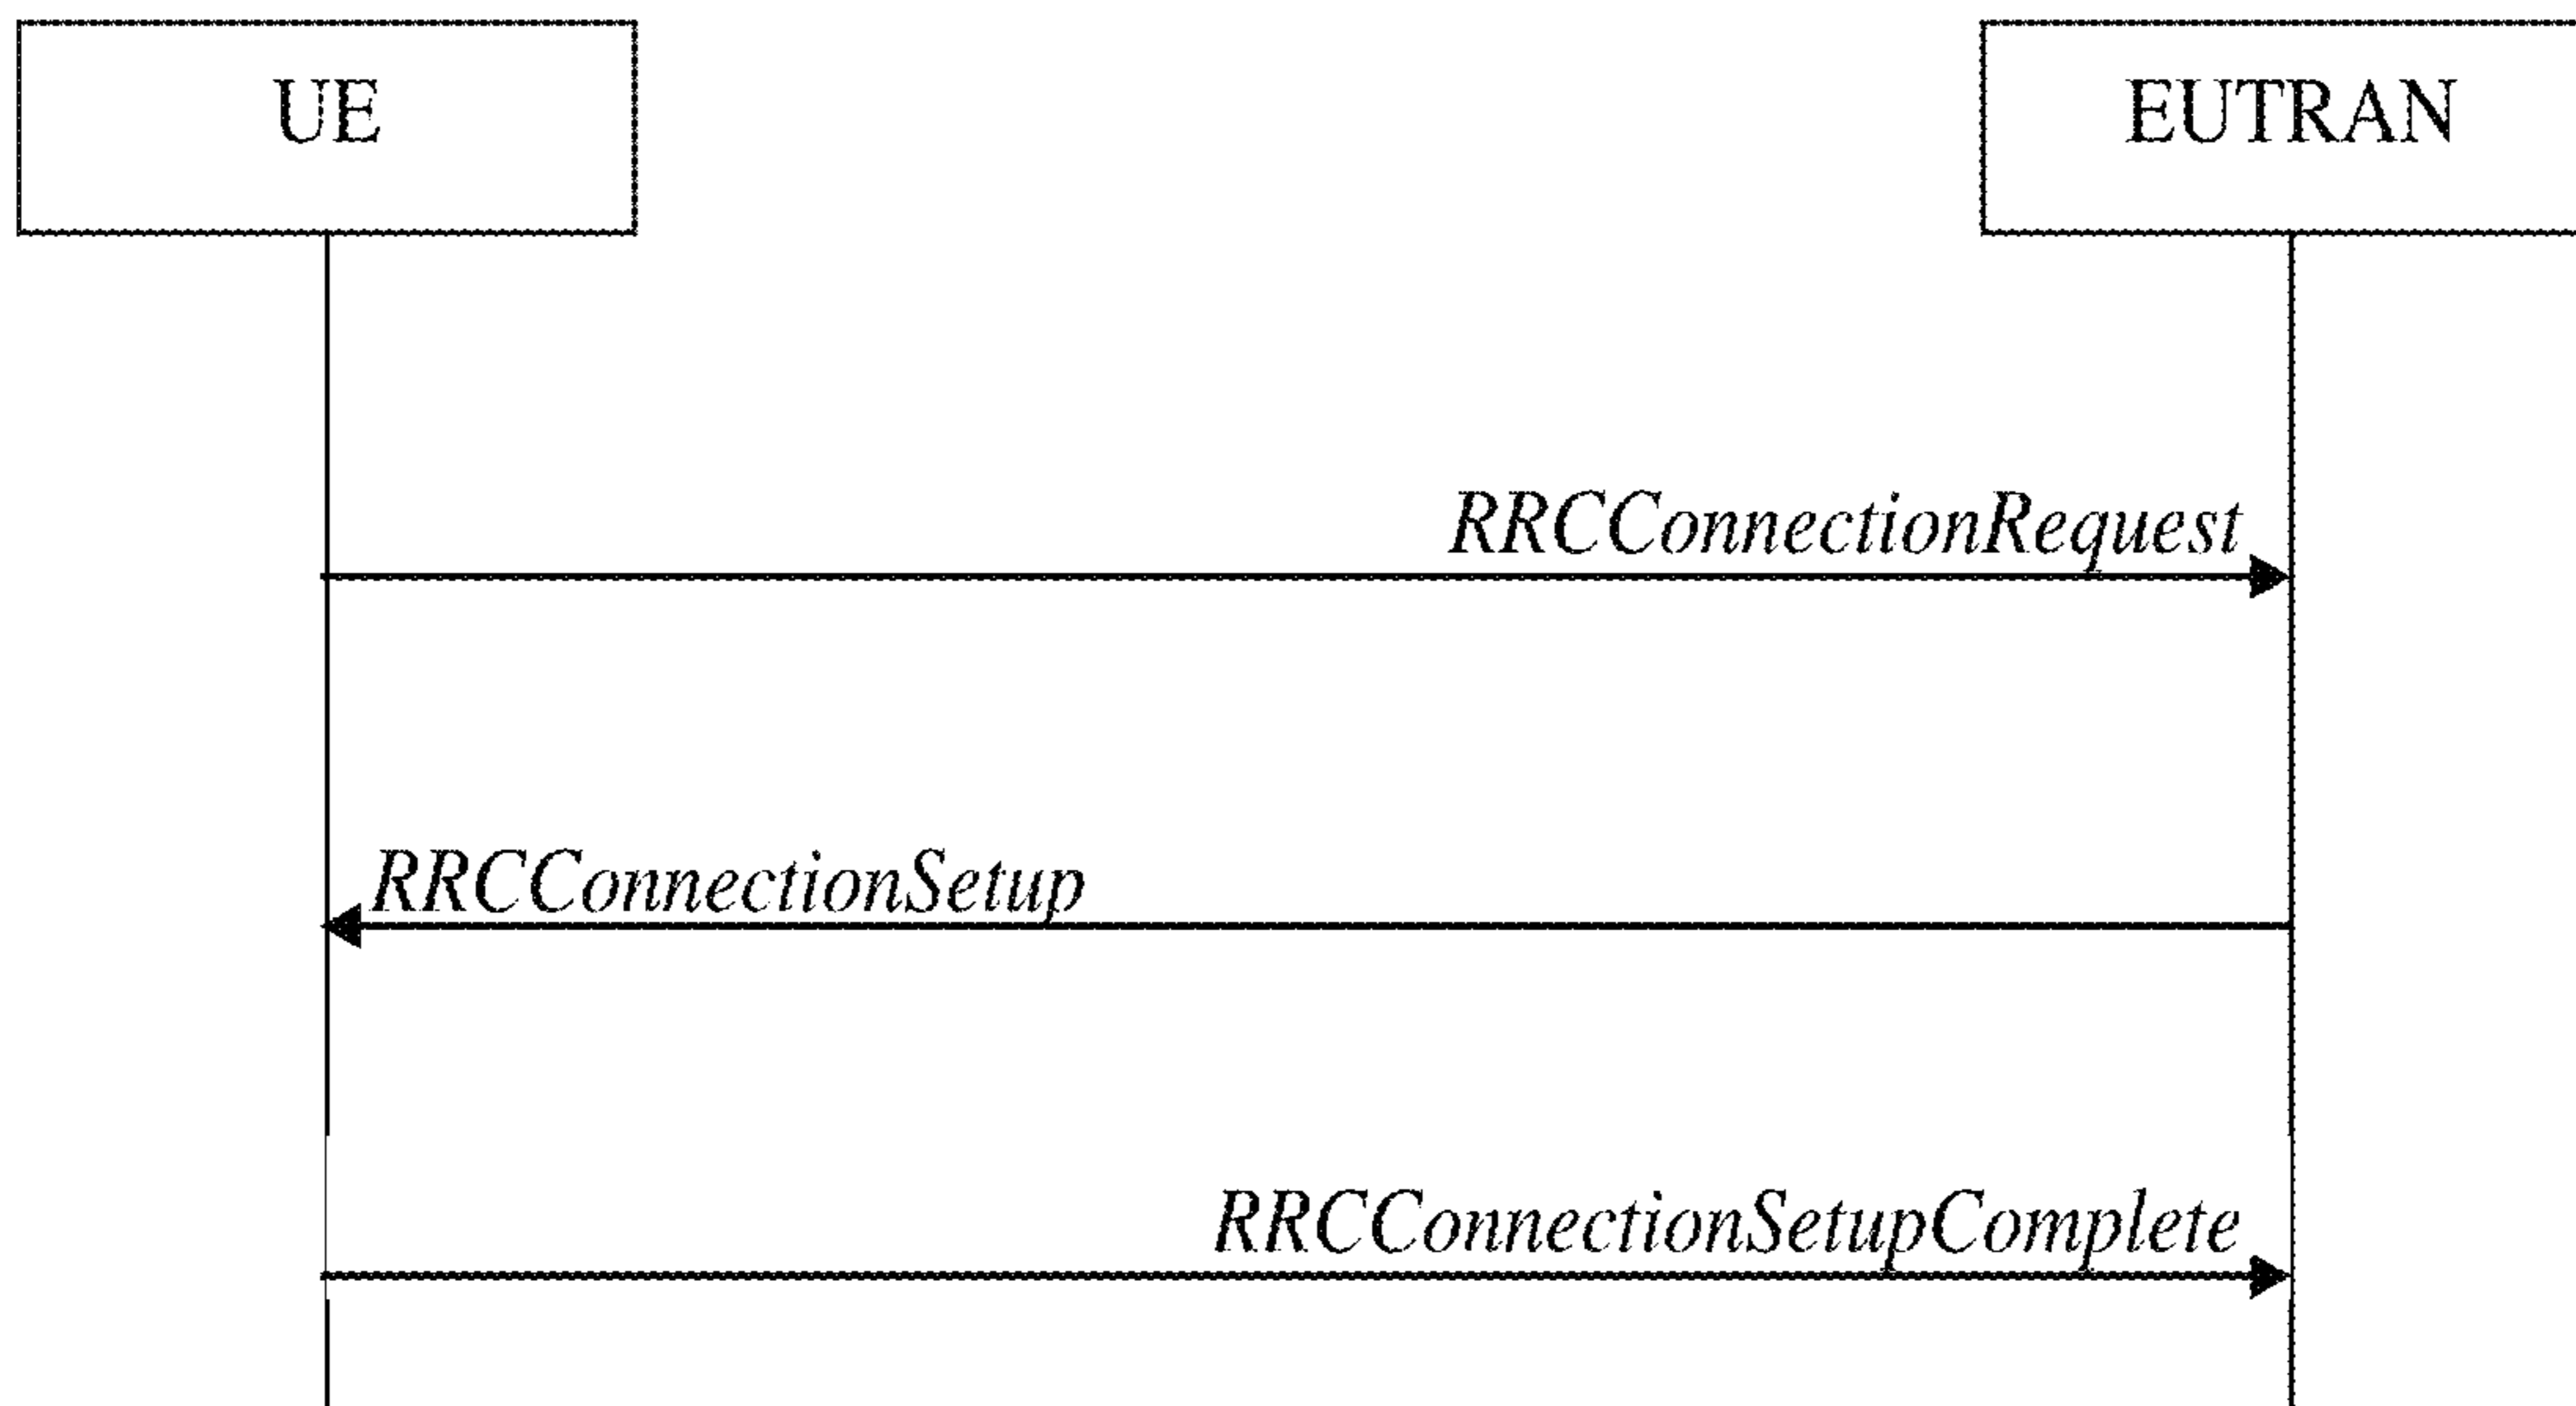 UE
EUTRAN
RRCConnectionRequest
RRCConnectionSetup
RRCConnectionSetupComplete